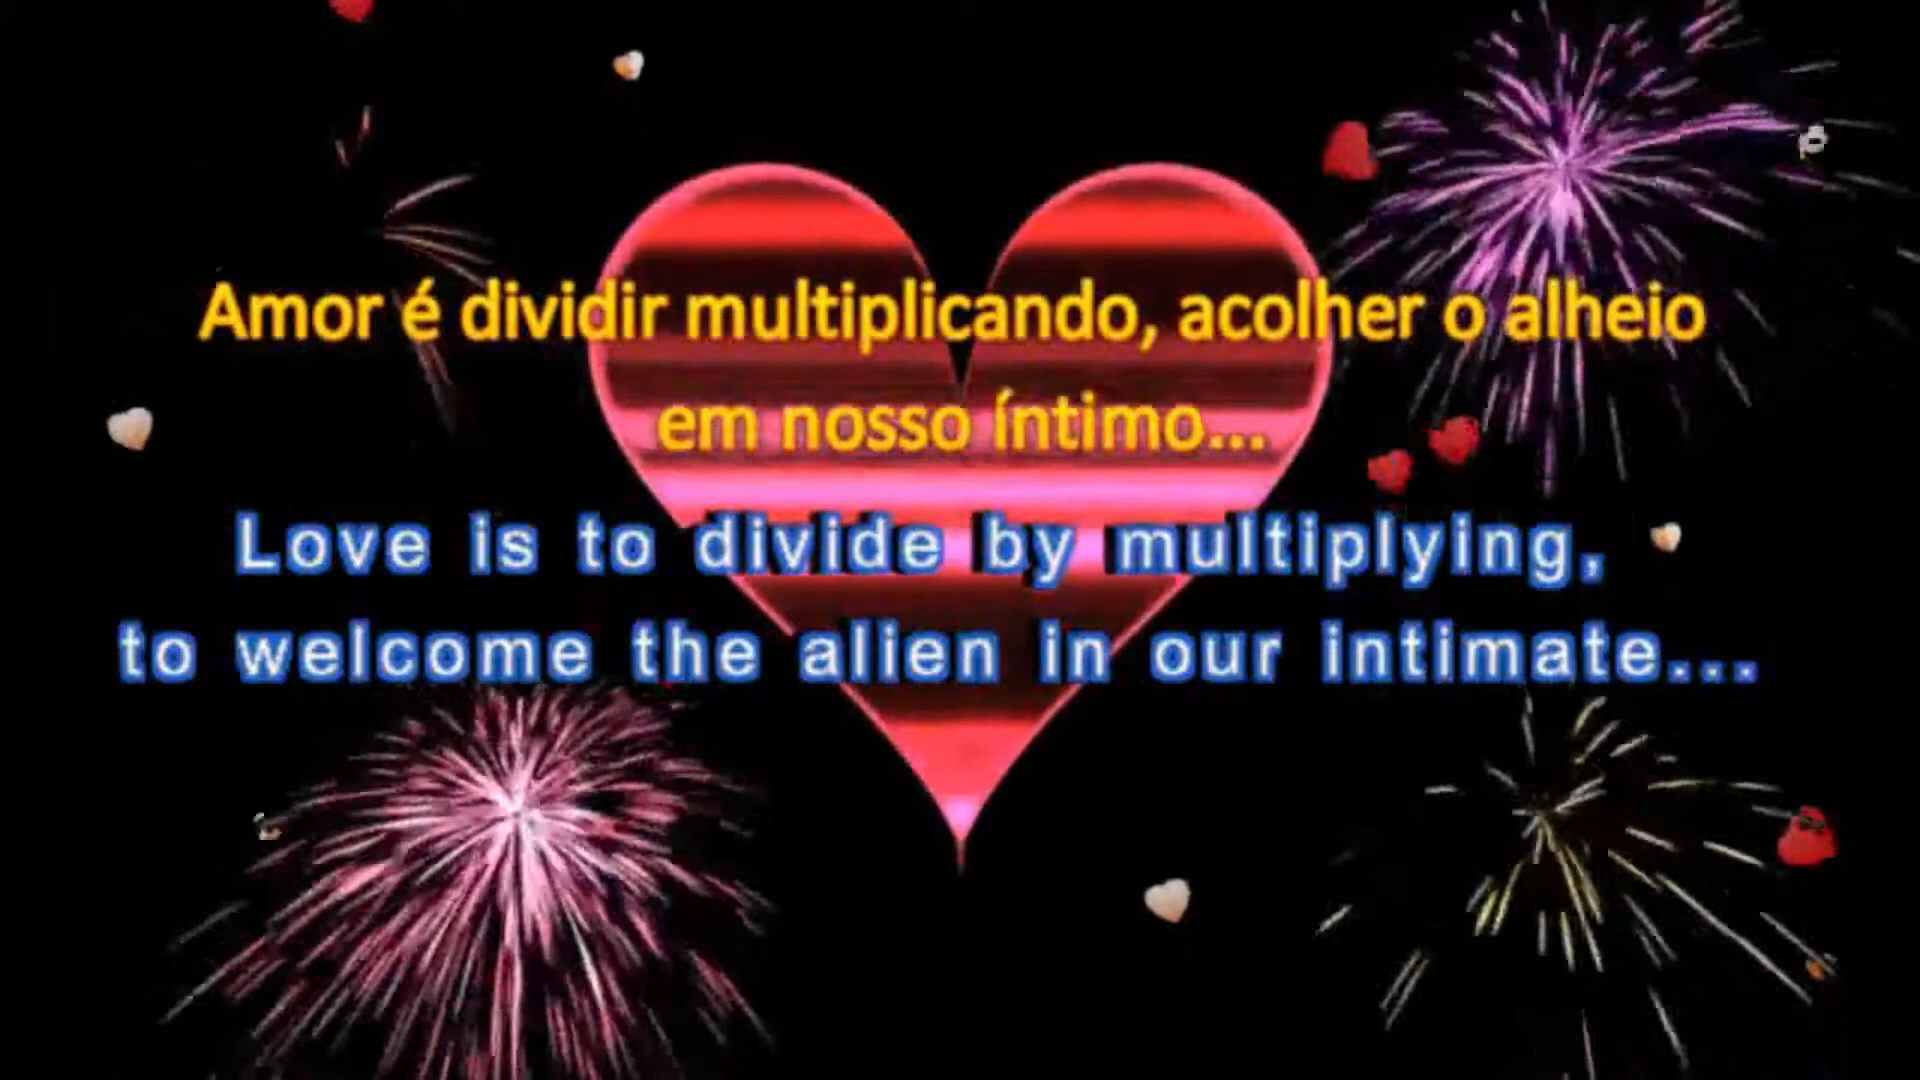 Amor é dividir multiplicando, acolher o alheio
em nosso íntimo...
Love is to divide by multiplying,
to welcome the alien in our intimate...